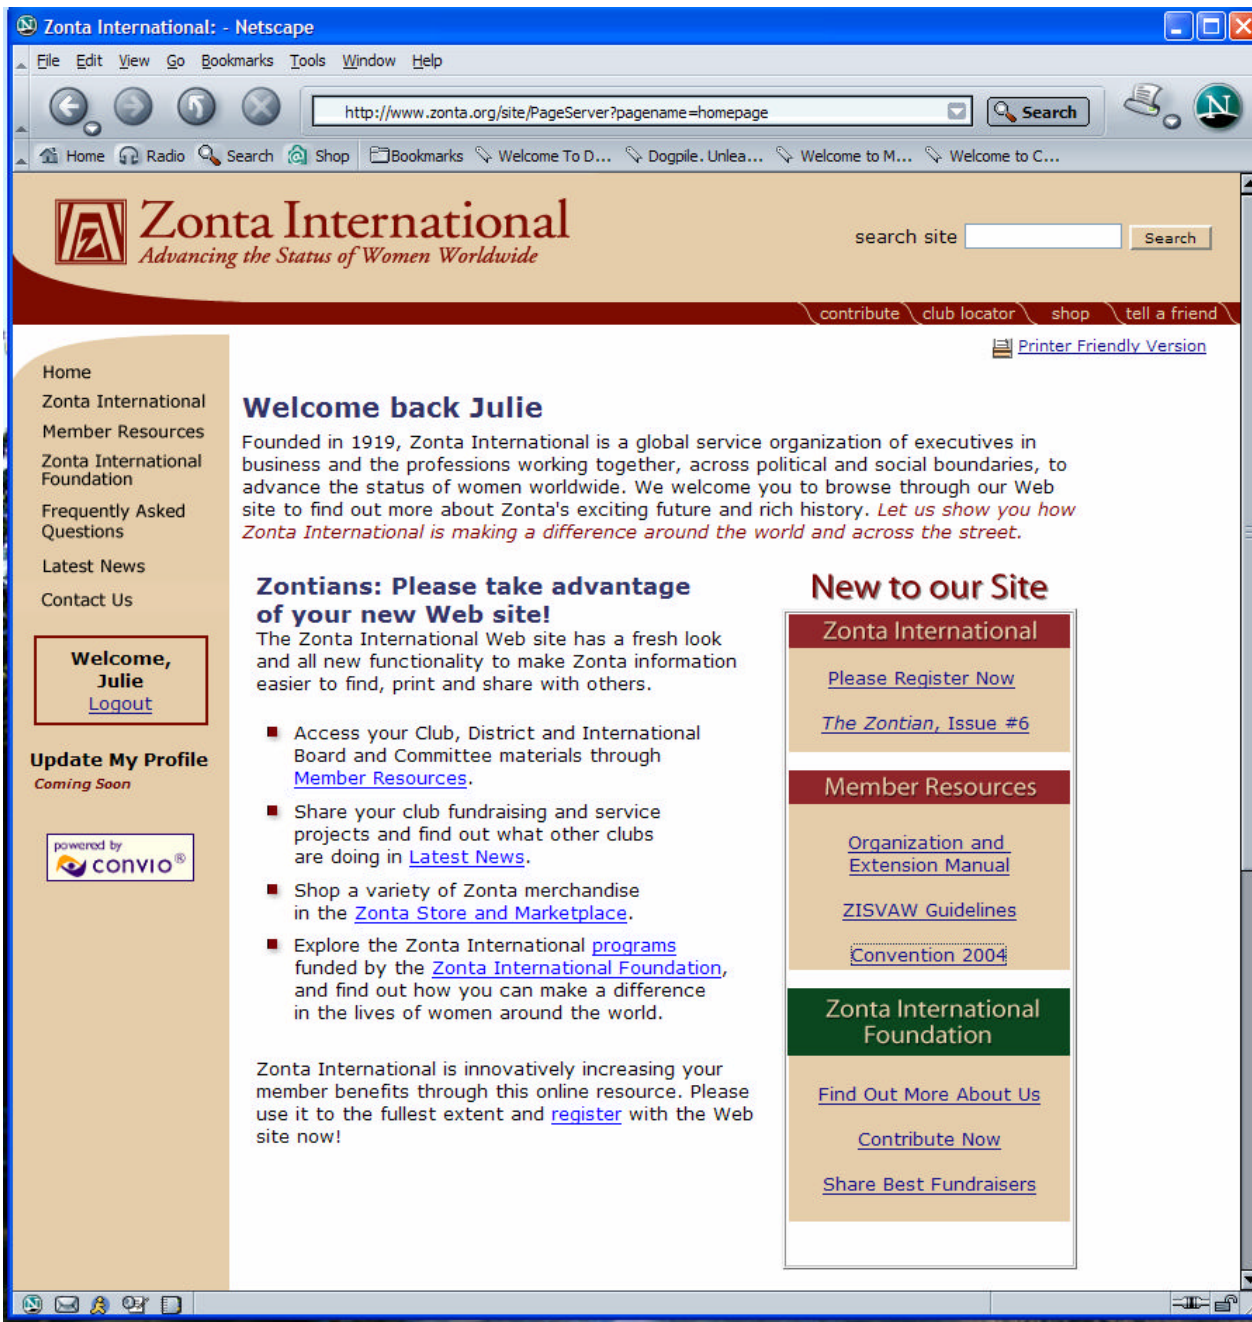 Zonta International: - Netscape
File Edit View Go Bookmarks Tools Window Help
http://www.zonta.org/site/PageServer?pagename=homepage
Search
N
Home Radio Search Shop Bookmarks Welcome To D... Dogpile. Unlea... Welcome to M... Welcome to C...
Z
Zonta International
Advancing the Status of Women Worldwide
search site
Search
contribute club locator shop tell a friend
Printer Friendly Version
Home
Zonta International
Member Resources
Zonta International
Foundation
Frequently Asked
Questions
Latest News
Contact Us
Welcome,
Julie
Logout
Update My Profile
Coming Soon
powered by
convio®
Welcome back Julie
Founded in 1919, Zonta International is a global service organization of executives in
business and the professions working together, across political and social boundaries, to
advance the status of women worldwide. We welcome you to browse through our Web
site to find out more about Zonta's exciting future and rich history. Let us show you how
Zonta International is making a difference around the world and across the street.
Zontians: Please take advantage
of your new Web site!
The Zonta International Web site has a fresh look
and all new functionality to make Zonta information
easier to find, print and share with others.
Access your Club, District and International
Board and Committee materials through
Member Resources.
Share your club fundraising and service
projects and find out what other clubs
are doing in Latest News.
Shop a variety of Zonta merchandise
in the Zonta Store and Marketplace.
Explore the Zonta International programs
funded by the Zonta International Foundation,
and find out how you can make a difference
in the lives of women around the world.
Zonta International is innovatively increasing your
member benefits through this online resource. Please
use it to the fullest extent and register with the Web
site now!
New to our Site
Zonta International
Please Register Now
The Zontian, Issue #6
Member Resources
Organization and
Extension Manual
ZISVAW Guidelines
Convention 2004
Zonta International
Foundation
Find Out More About Us
Contribute Now
Share Best Fundraisers